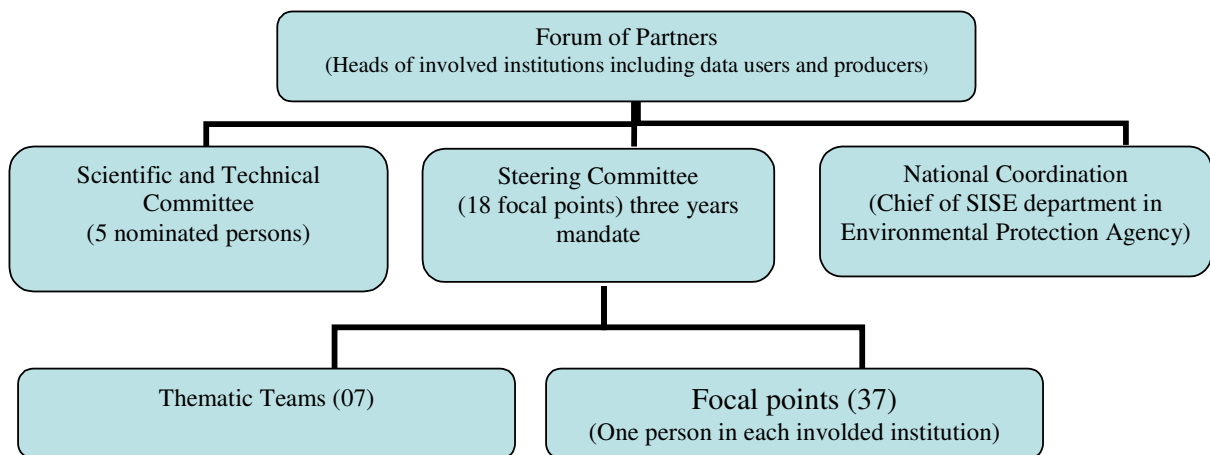 Forum of Partners
(Heads of involved institutions including data users and producers)
Scientific and Technical
Committee
(5 nominated persons)
Steering Committee
(18 focal points) three years
mandate
National Coordination
(Chief of SISE department in
Environmental Protection Agency)
Thematic Teams (07)
Focal points (37)
(One person in each involded institution)